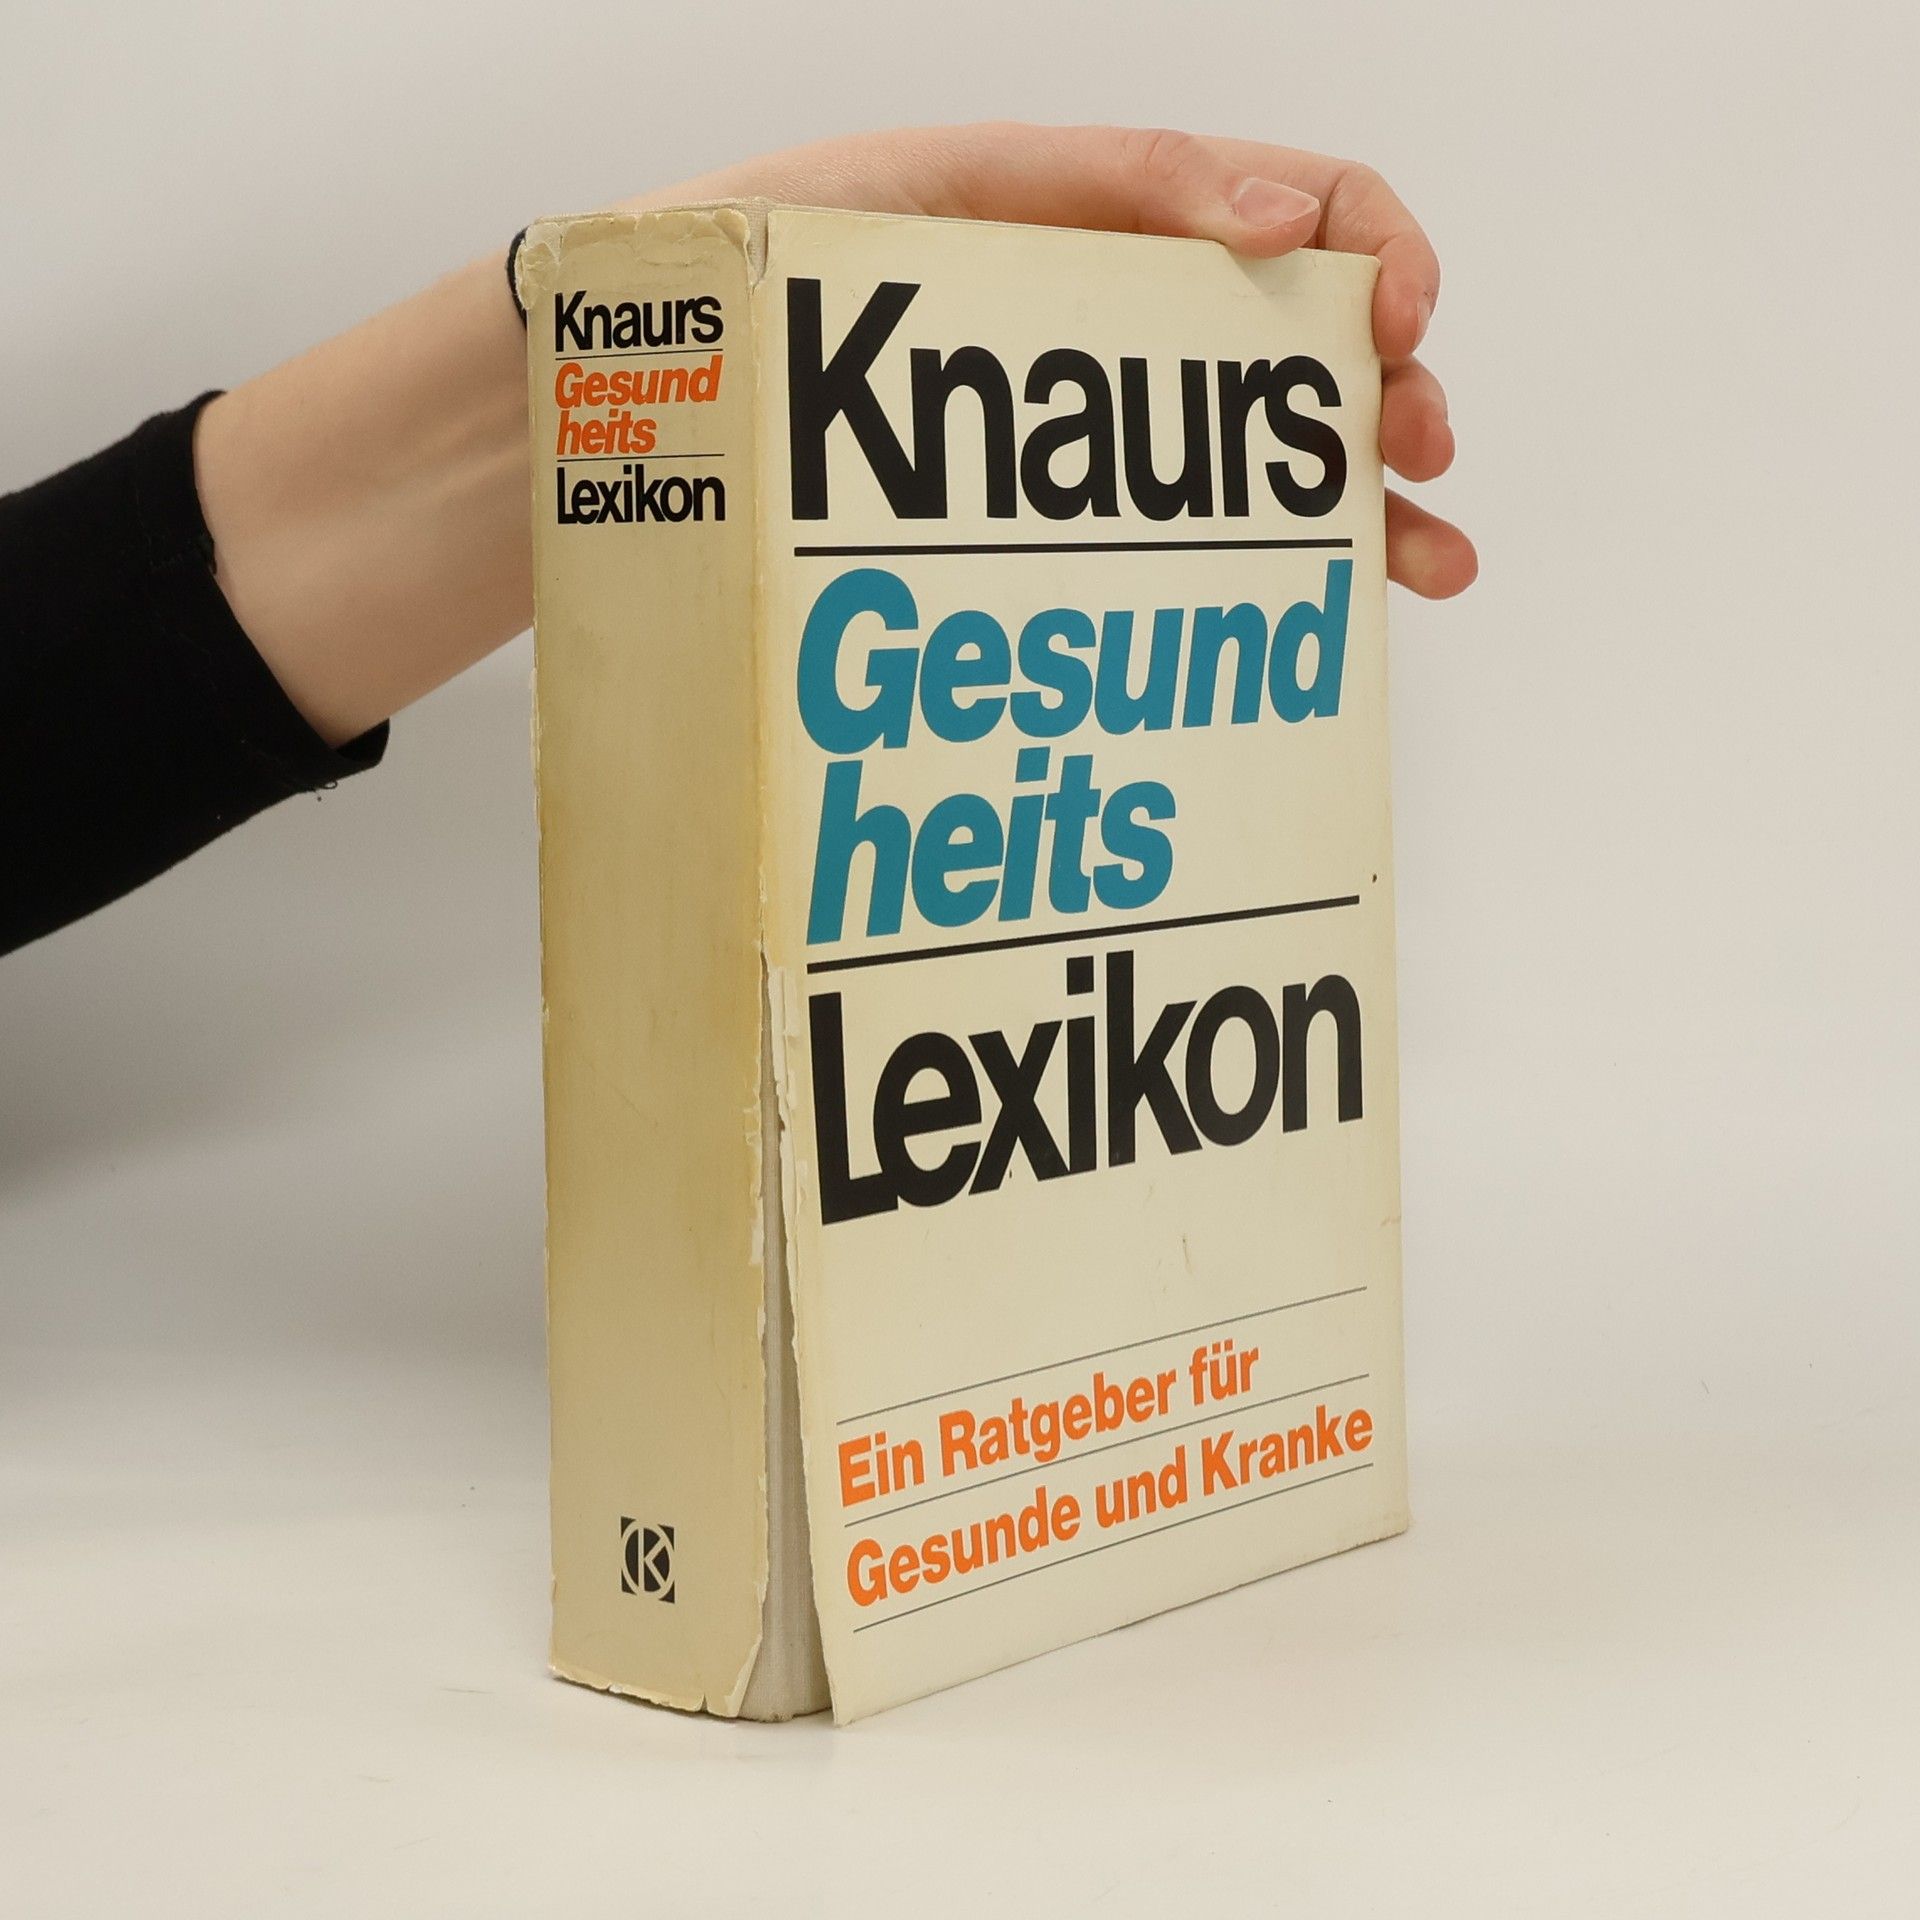 Knaurs
Gesund
heits
Lexikon
K
Knaurs
Gesund
heits
Lexikon
Ein Ratgeber für
Gesunde und Kranke